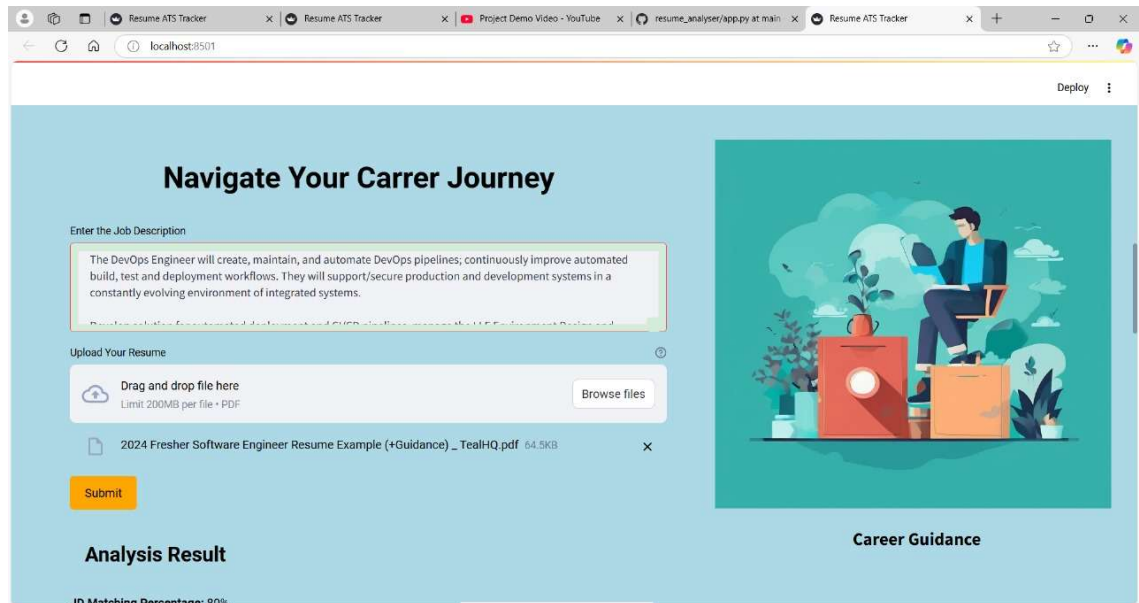 Resume ATS Tracker
Resume ATS Tracker
Project Demo Video - YouTube
resume_analyser/app.py at main
Resume ATS Tracker
localhost:8501
Deploy
Navigate Your Carrer Journey
Enter the Job Description
The DevOps Engineer will create, maintain, and automate DevOps pipelines; continuously improve automated
build, test and deployment workflows. They will support/secure production and development systems in a
constantly evolving environment of integrated systems.
Upload Your Resume
Drag and drop file here
Limit 200MB per file • PDF
Browse files
2024 Fresher Software Engineer Resume Example (+Guidance) _ TealHQ.pdf 64.5KB
Submit
Analysis Result
JD Matching Percentage: 80%
Career Guidance